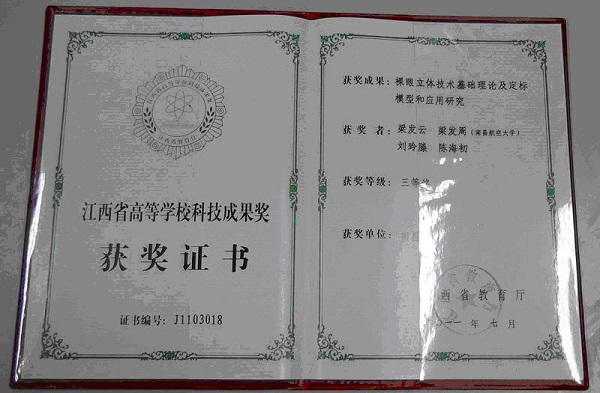 江西省高等学校科技成果奖
获奖证书
证书编号：J1103018
获奖成果：裸眼立体技术基础理论及定标
模型和应用研究
获奖者：梁发云 梁发周（南昌航空大学）
刘玲滕 陈海初
获奖等级：三等
获奖单位：
西省教育厅
一一年七月